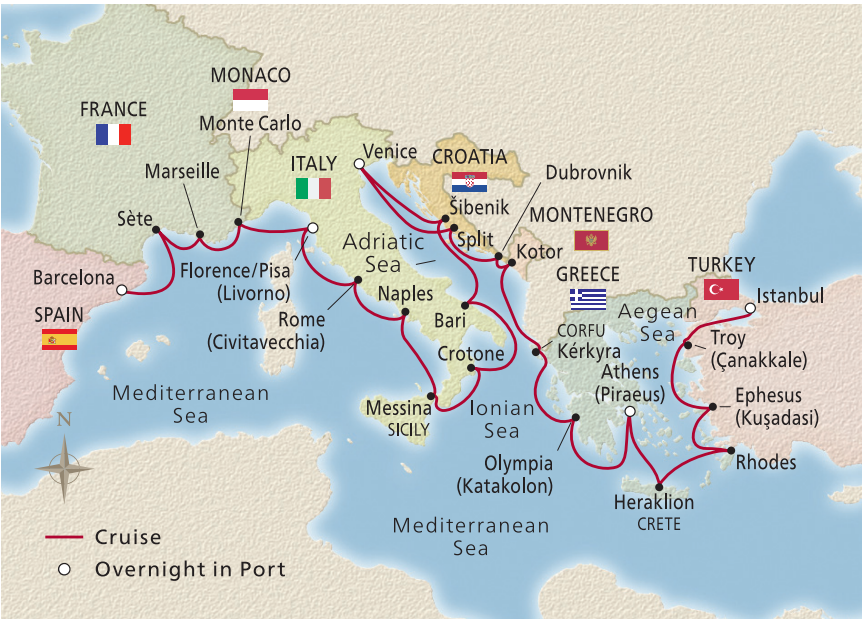 MONACO
FRANCE
Monte Carlo
Marseille
ITALY
Venice
CROATIA
Dubrovnik
Šibenik
Sète
Split
MONTENEGRO
Kotor
Adriatic
Sea
Barcelona
Florence/Pisa
(Livorno)
SPAIN
Rome
(Civitavecchia)
Naples
Bari
GREECE
TURKEY
Istanbul
Aegean
Sea
CORFU
Kérkyra
Troy
(Çanakkale)
Crotone
Athens
(Piraeus)
Mediterranean
Sea
Messina
SICILY
Ionian
Sea
Ephesus
(Kuşadasi)
Olympia
(Katakolon)
Rhodes
Heraklion
CRETE
N
Mediterranean
Sea
Cruise
Overnight in Port